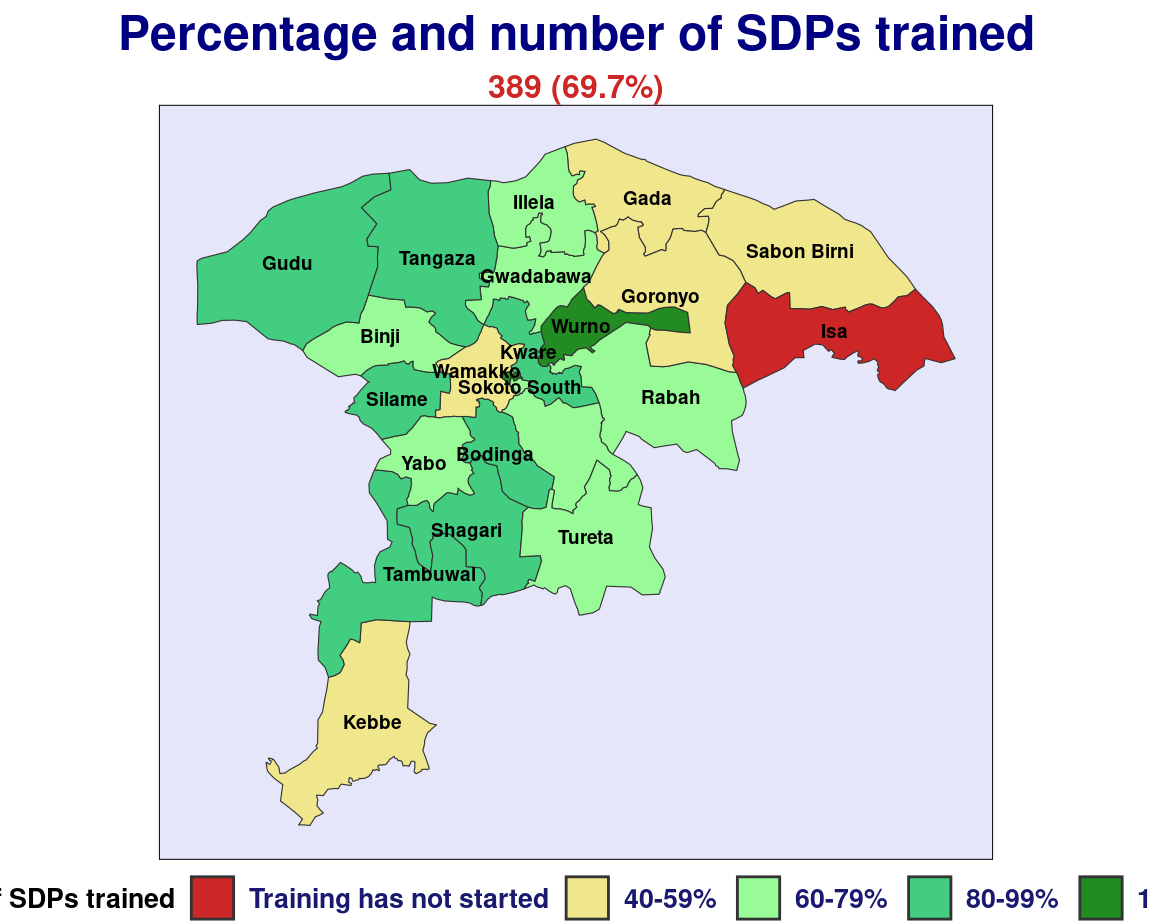 Percentage and number of SDPs trained
389 (69.7%)
Illela
Gada
Sabon Birni
Gudu
Tangaza
Gwadabawa
Goronyo
Wurno
Isa
Binji
Kware
Wamakko
Sokoto South
Silame
Rabah
Bodinga
Yabo
Shagari
Tureta
Tambuwal
Kebbe
SDPs trained Training has not started 40-59% 60-79% 80-99% 1